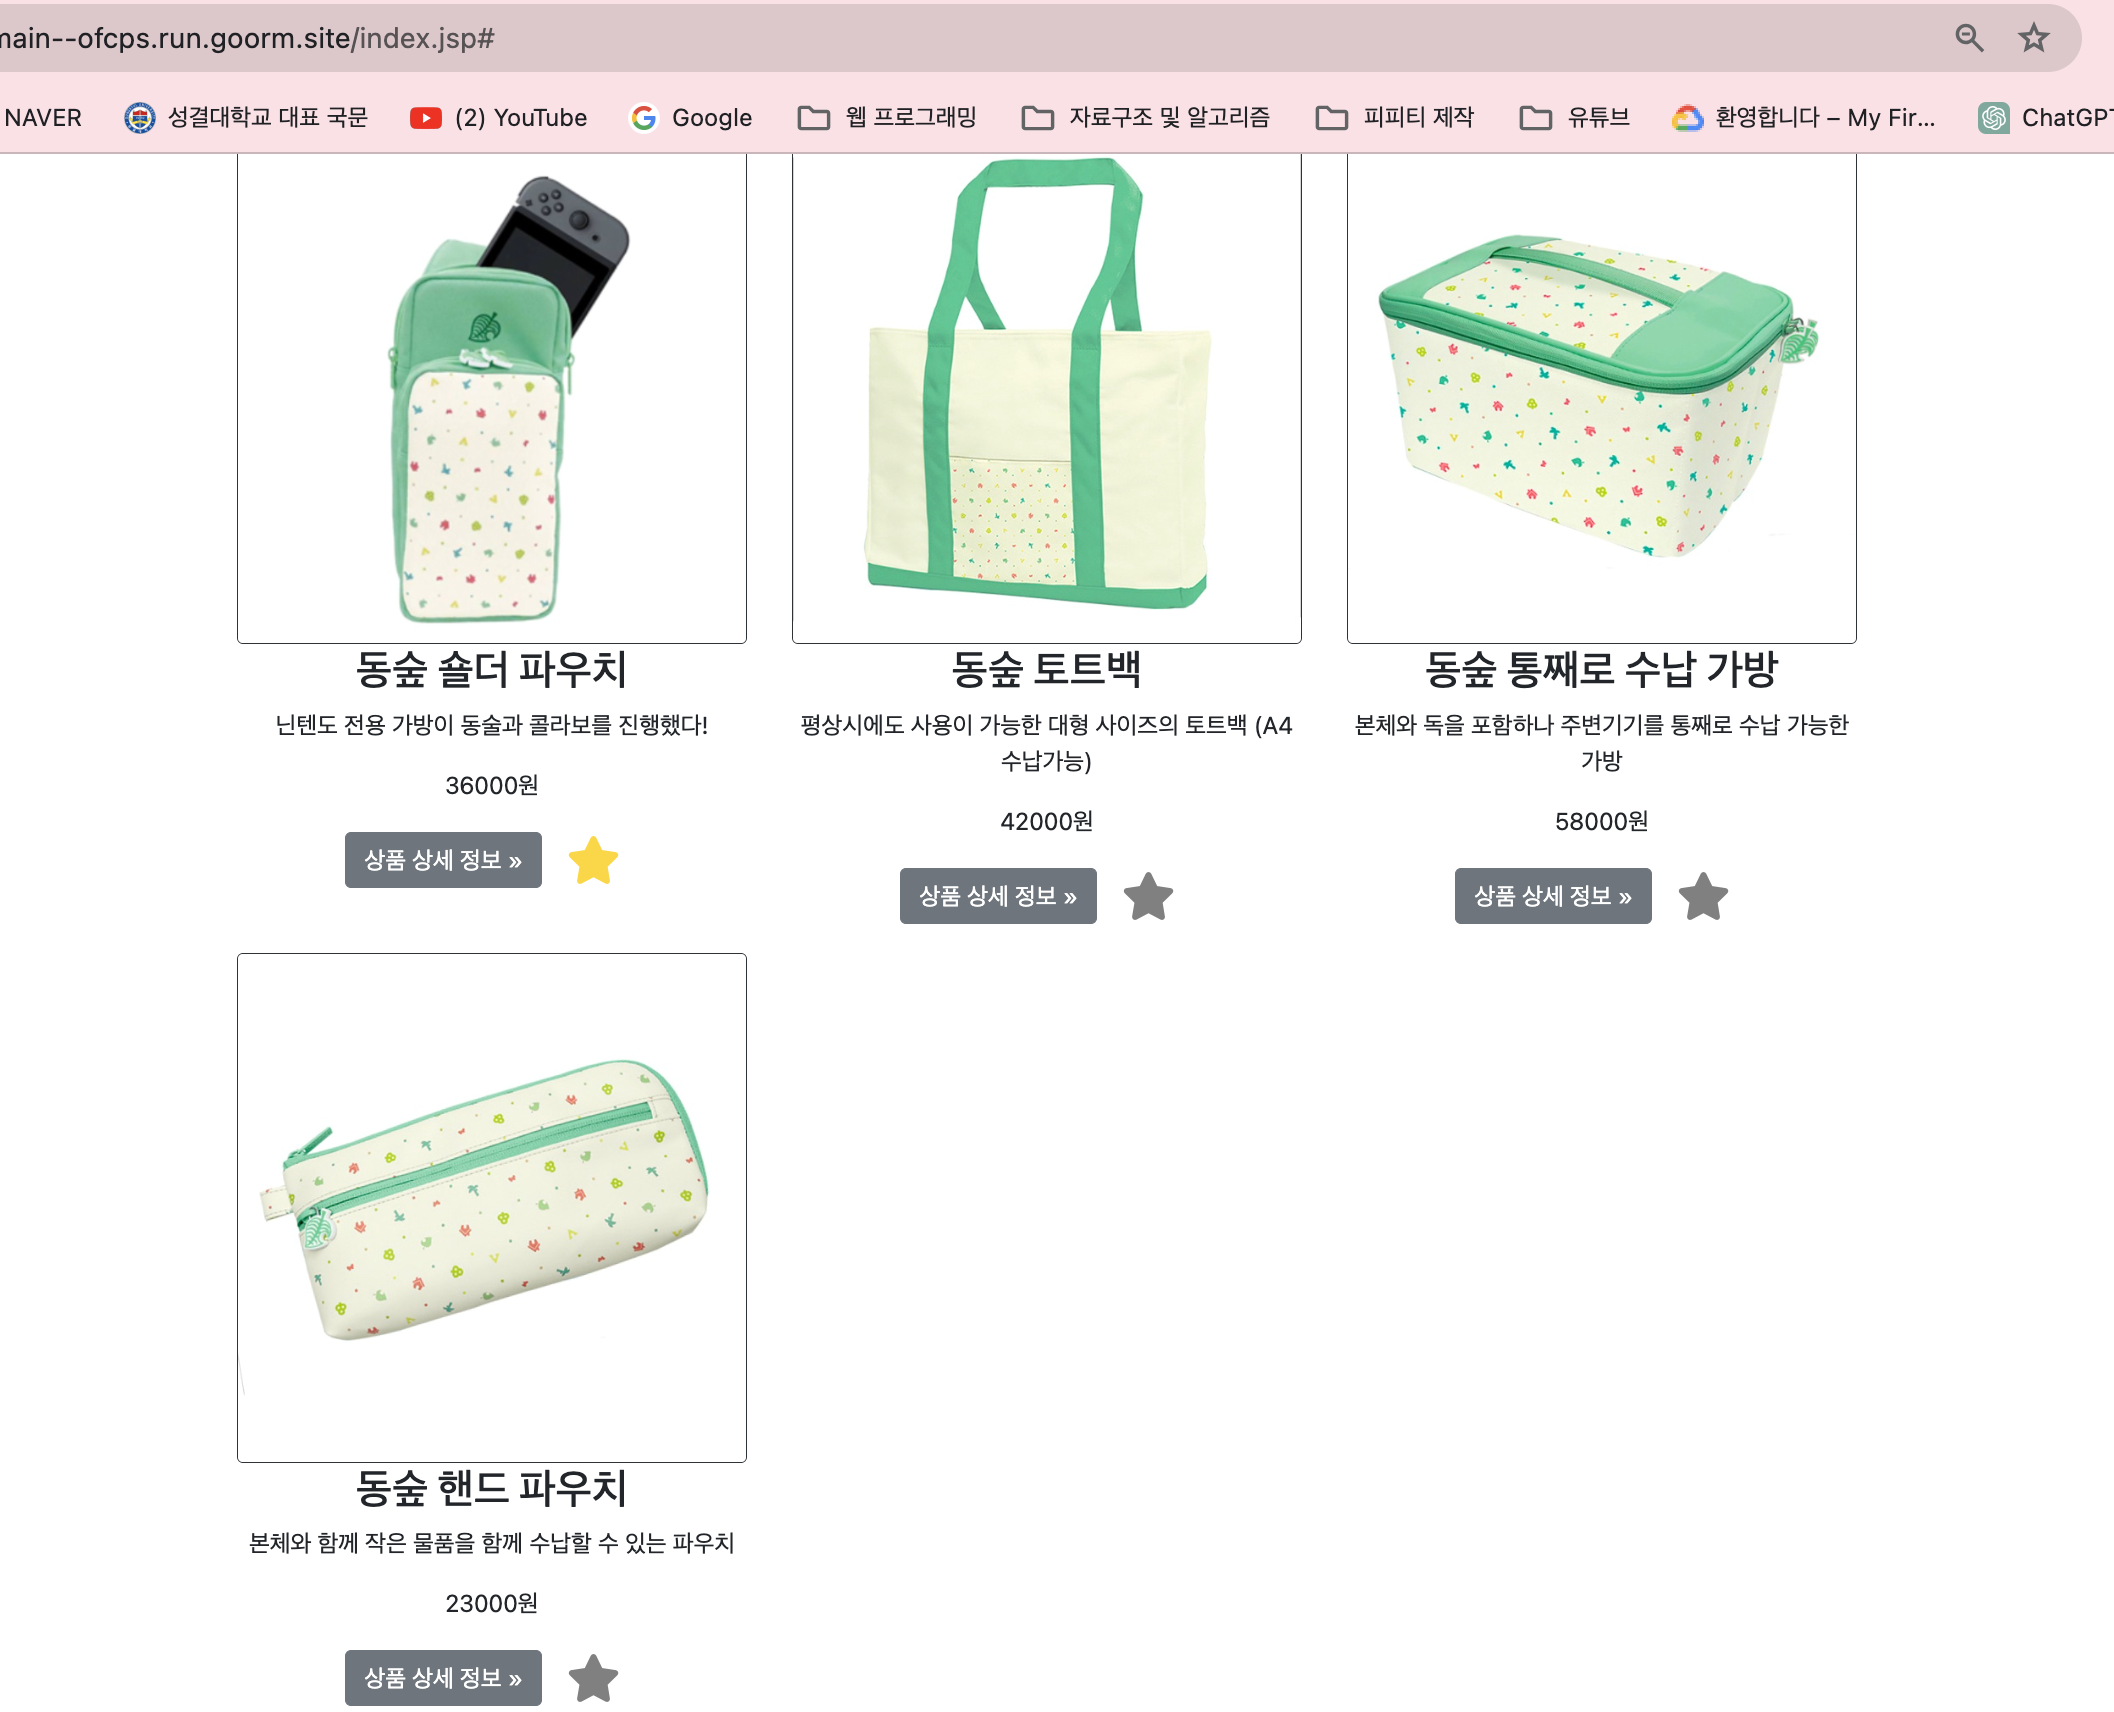 main--ofcps.run.goorm.site/index.jsp#
NAVER 성결대학교 대표 국문 (2) YouTube Google 웹 프로그래밍 자료구조 및 알고리즘 피피티 제작 유튜브 환영합니다 – My Fir... ChatGPT
동숲 숄더 파우치
닌텐도 전용 가방이 동술과 콜라보를 진행했다!
36000원
상품 상세 정보 »
동숲 토트백
평상시에도 사용이 가능한 대형 사이즈의 토트백 (A4
수납가능)
42000원
상품 상세 정보 »
동숲 통째로 수납 가방
본체와 독을 포함하나 주변기기를 통째로 수납 가능한
가방
58000원
상품 상세 정보 »
동숲 핸드 파우치
본체와 함께 작은 물품을 함께 수납할 수 있는 파우치
23000원
상품 상세 정보 »